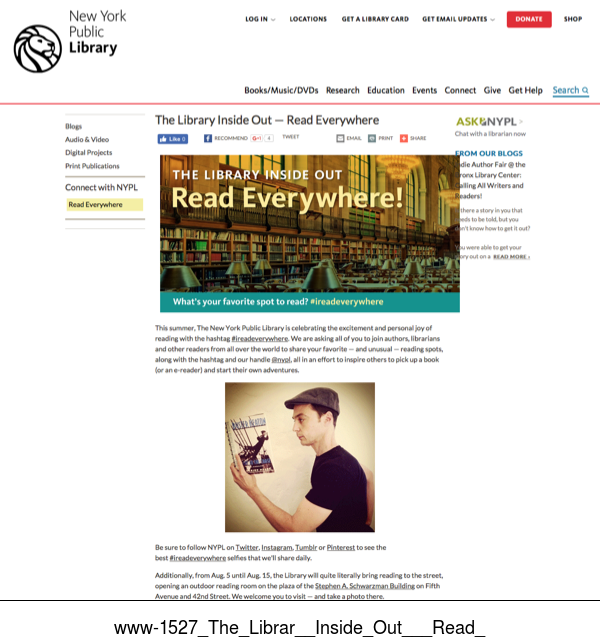 New York
Public
Library
LOG IN
LOCATIONS
GET A LIBRARY CARD
GET EMAIL UPDATES
DONATE
SHOP
Books/Music/DVDs Research Education Events Connect Give Get Help Search
Blogs
Audio & Video
Digital Projects
Print Publications
Connect with NYPL
Read Everywhere
The Library Inside Out — Read Everywhere
Like 0
RECOMMEND
4
TWEET
EMAIL
PRINT
SHARE
THE LIBRARY INSIDE OUT
Read Everywhere!
What's your favorite spot to read? #ireadeverywhere
ASK NYPL
Chat with a librarian now
FROM OUR BLOGS
die Author Fair @ the
ronx Library Center:
alling All Writers and
eaders!
there a story in you that
eeds to be told, but you
on't know how to get it out?
ou were able to get your
ory out on a READ MORE ›
This summer, The New York Public Library is celebrating the excitement and personal joy of
reading with the hashtag #ireadeverywhere. We are asking all of you to join authors, librarians
and other readers from all over the world to share your favorite — and unusual — reading spots,
along with the hashtag and our handle @nypl, all in an effort to inspire others to pick up a book
(or an e-reader) and start their own adventures.
Be sure to follow NYPL on Twitter, Instagram, Tumblr or Pinterest to see the
best #ireadeverywhere selfies that we'll share daily.
Additionally, from Aug. 5 until Aug. 15, the Library will quite literally bring reading to the street,
opening an outdoor reading room on the plaza of the Stephen A. Schwarzman Building on Fifth
Avenue and 42nd Street. We welcome you to visit — and take a photo there.
www-1527_The_Librar__Inside_Out___Read_